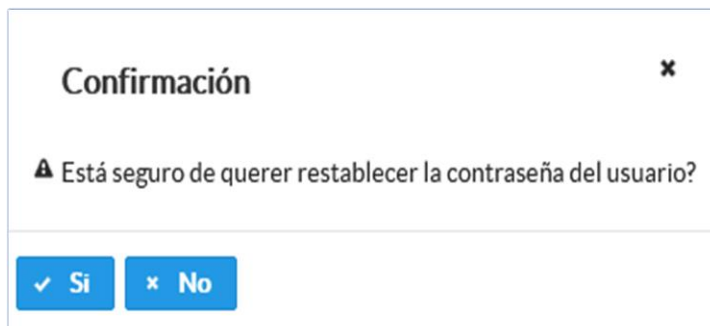 Confirmación
Está seguro de querer restablecer la contraseña del usuario?
Si No